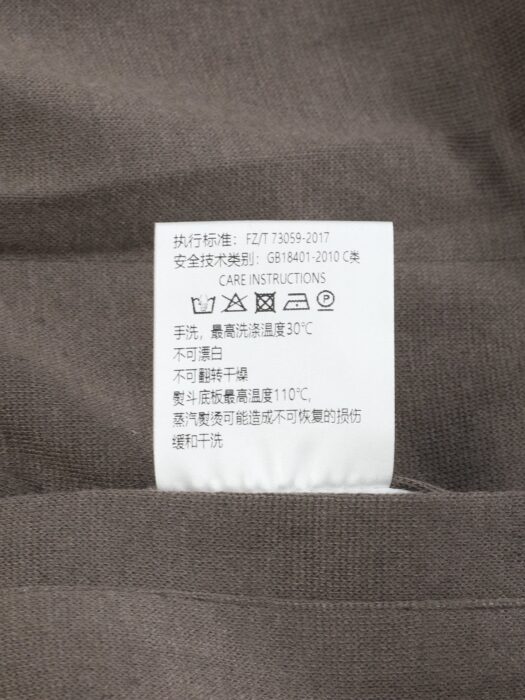 执行标准：FZ/T 73059-2017
安全技术类别：GB18401-2010 C类
CARE INSTRUCTIONS
P
手洗，最高洗涤温度30℃
不可漂白
不可翻转干燥
熨斗底板最高温度110℃,
蒸汽熨烫可能造成不可恢复的损伤
缓和干洗